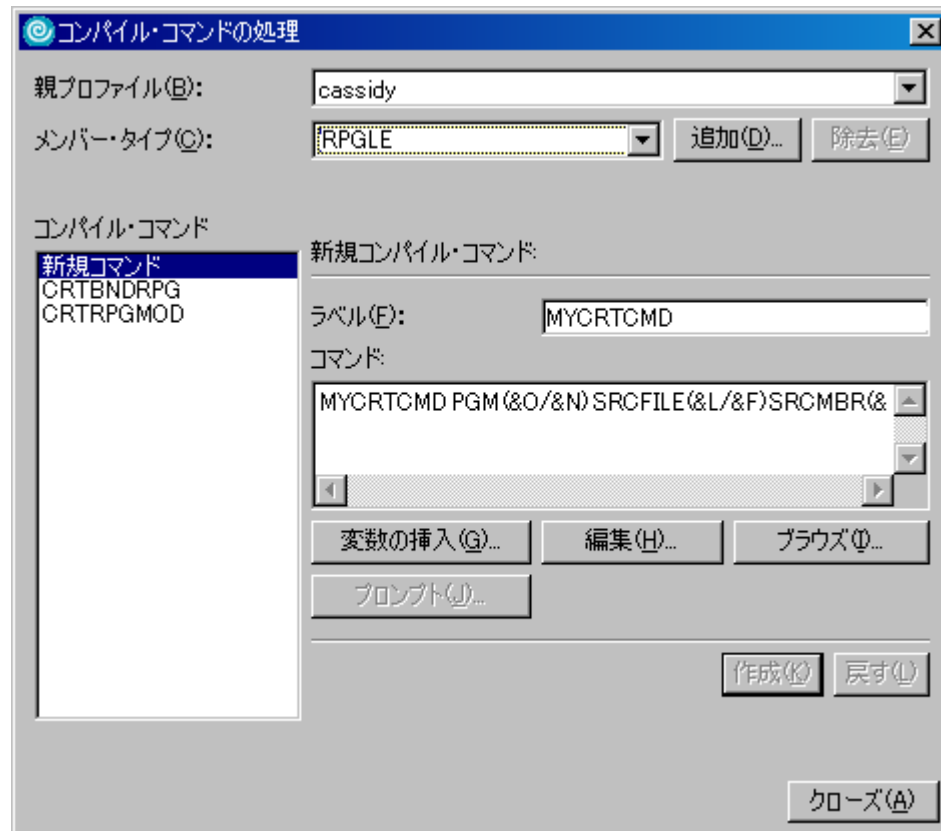 コンパイル・コマンドの処理
親プロファイル(B):
cassidy
メンバー・タイプ(C):
RPGLE
追加(D)...
除去(E)
コンパイル・コマンド
新規コマンド
CRTBNDRPG
CRTRPGMOD
新規コンパイル・コマンド:
ラベル(F):
MYCRTCMD
コマンド:
MYCRTCMD PGM(&O/&N) SRCFILE(&L/&F)SRCMBR(&
変数の挿入(G)...
編集(H)...
ブラウズ(I)...
プロンプト(J)...
作成(K)
戻す(L)
クローズ(A)